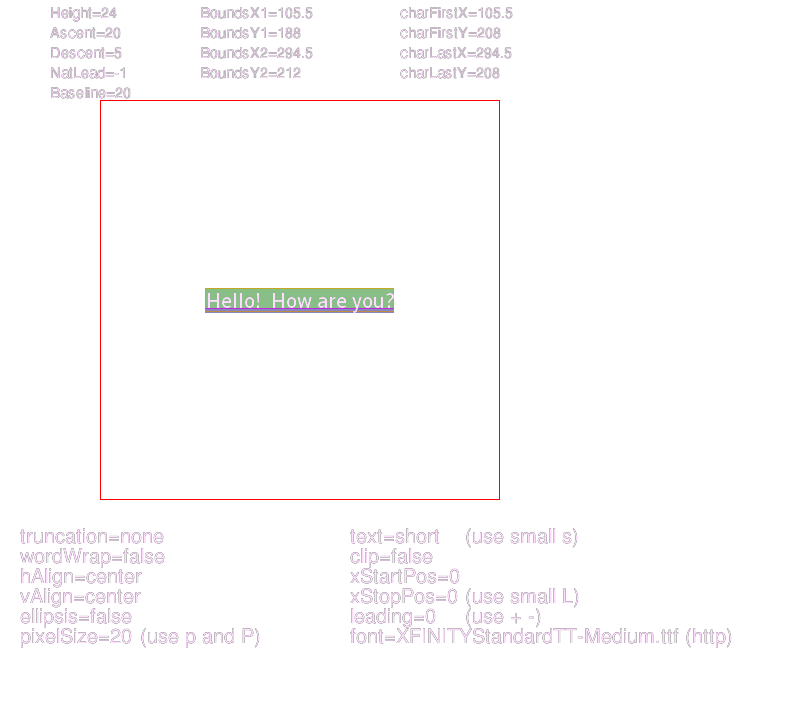 Height=24 BoundsX1=105.5 charFirstX=105.5
Ascent=20 BoundsY1=188 charFirstY=208
Descent=5 BoundsX2=294.5 charLastX=294.5
NatLead=-1 BoundsY2=212 charLastY=208
Baseline=20
Hello!  How are you?
truncation=none text=short (use small s)
wordWrap=false clip=false
hAlign=center xStartPos=0
vAlign=center xStopPos=0 (use small L)
ellipsis=false leading=0 (use + -)
pixelSize=20 (use p and P) font=XFINITYStandardTT-Medium.ttf (http)